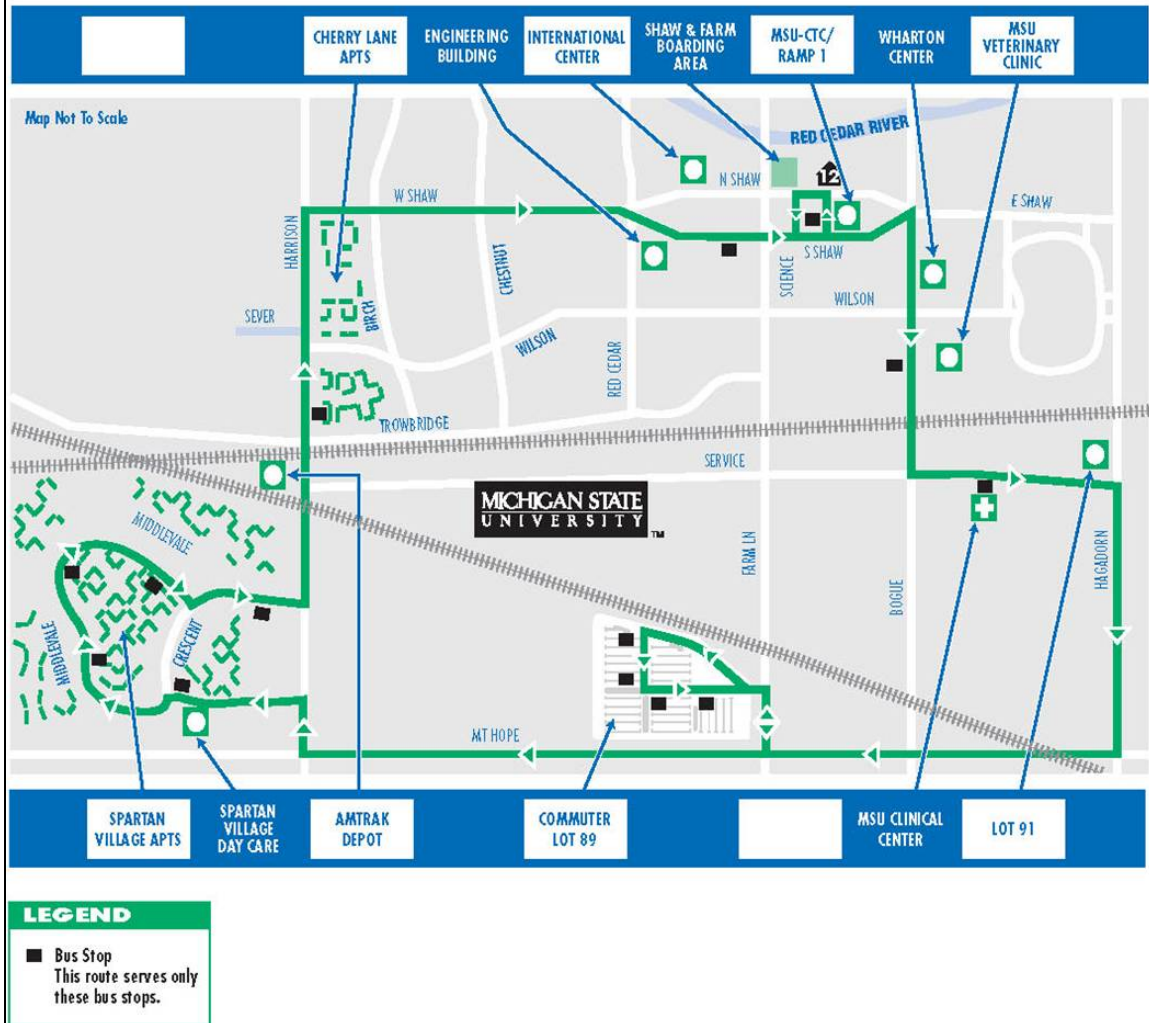 CHERRY LANE
APTS
ENGINEERING
BUILDING
INTERNATIONAL
CENTER
SHAW & FARM
BOARDING
AREA
MSU-CTC/
RAMP 1
WHARTON
CENTER
MSU
VETERINARY
CLINIC
Map Not To Scale
RED CEDAR RIVER
12
N SHAW
W SHAW
E SHAW
HARRISON
S SHAW
CHESTNUT
SCIENCE
WILSON
BIRCH
SEVER
WILSON
RED CEDAR
TROWBRIDGE
SERVICE
MICHIGAN STATE
UNIVERSITY
TM
MIDDLEVALE
FARM LN
HAGADORN
BOGUE
CRESCENT
MIDDLEVALE
MT HOPE
SPARTAN
VILLAGE APTS
SPARTAN
VILLAGE
DAY CARE
AMTRAK
DEPOT
COMMUTER
LOT 89
MSU CLINICAL
CENTER
LOT 91
LEGEND
Bus Stop
This route serves only
these bus stops.